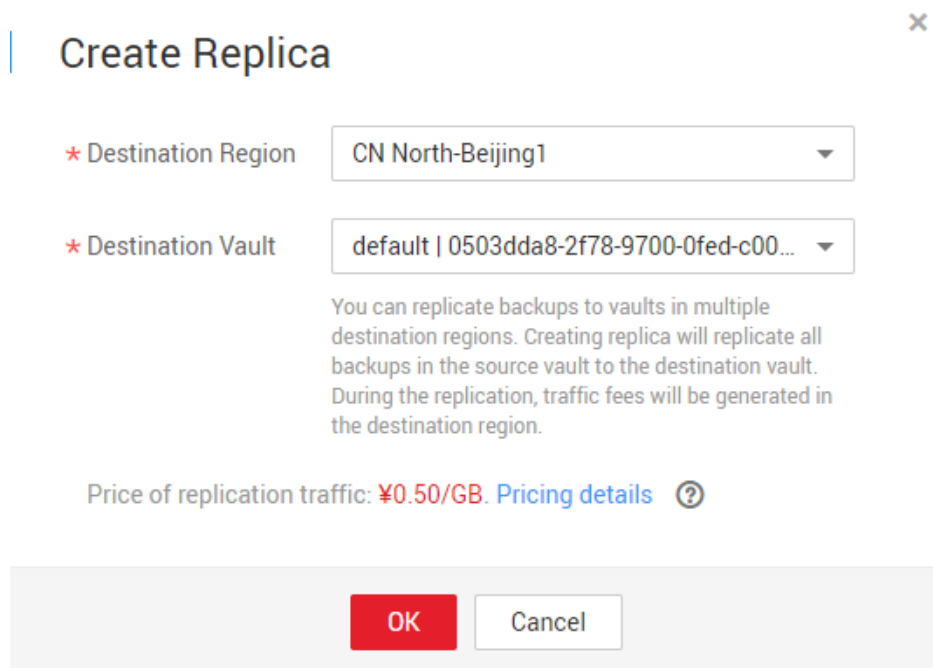 Create Replica
* Destination Region CN North-Beijing1
* Destination Vault default | 0503dda8-2f78-9700-0fed-c00...
You can replicate backups to vaults in multiple
destination regions. Creating replica will replicate all
backups in the source vault to the destination vault.
During the replication, traffic fees will be generated in
the destination region.
Price of replication traffic: ¥0.50/GB. Pricing details ?
OK Cancel